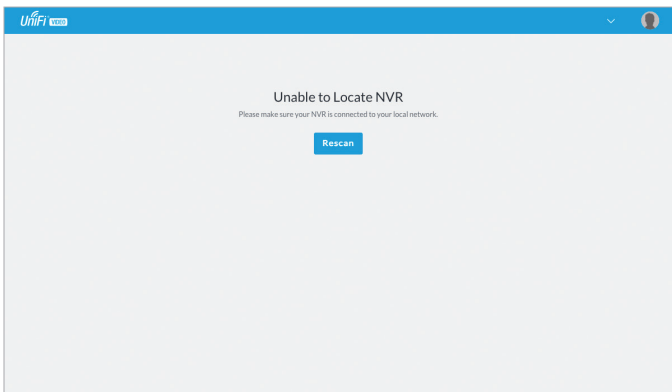 UniFi VIDEO
Unable to Locate NVR
Please make sure your NVR is connected to your local network.
Rescan